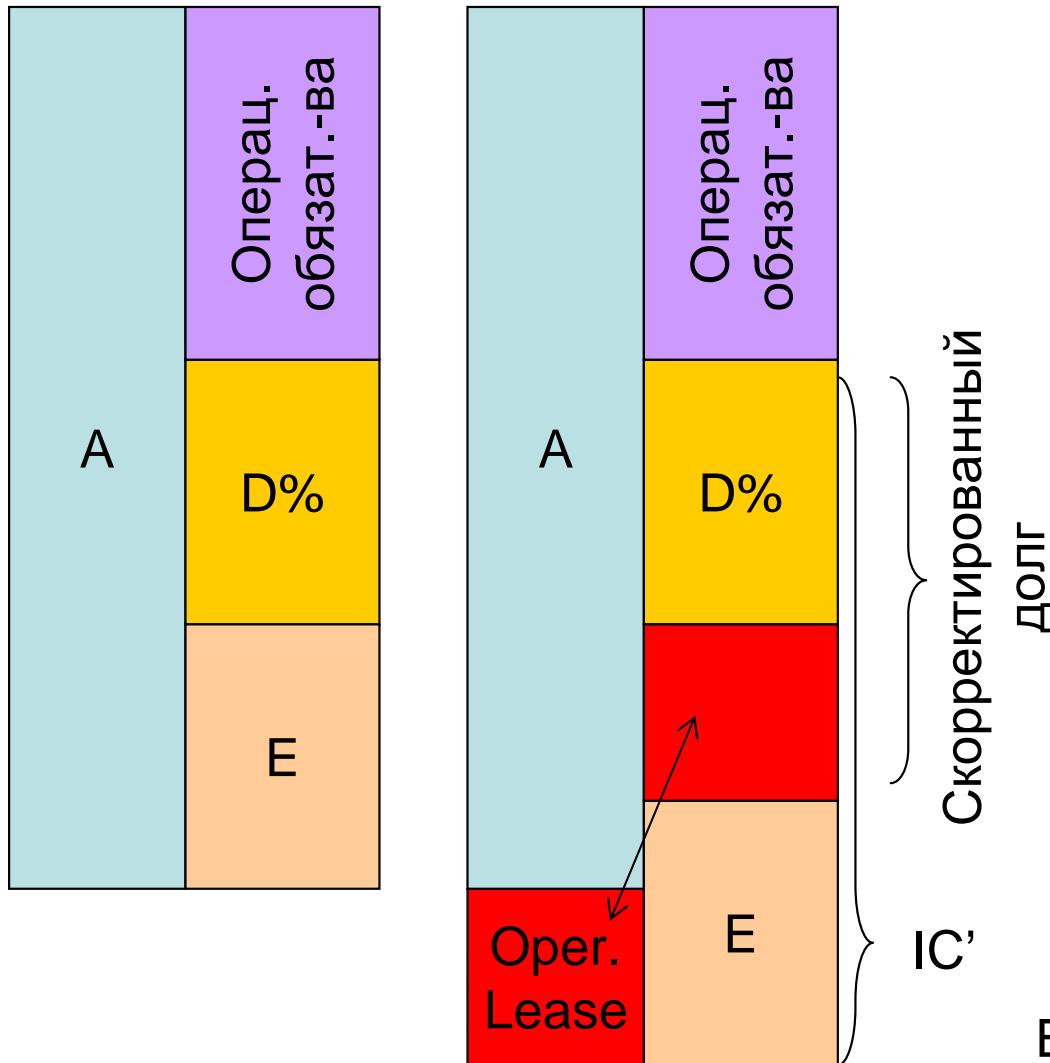 A
Операц.
обязат.-ва
D%
E
A
Операц.
обязат.-ва
D%
Oper.
Lease
E
Скорректированный
долг
IC’